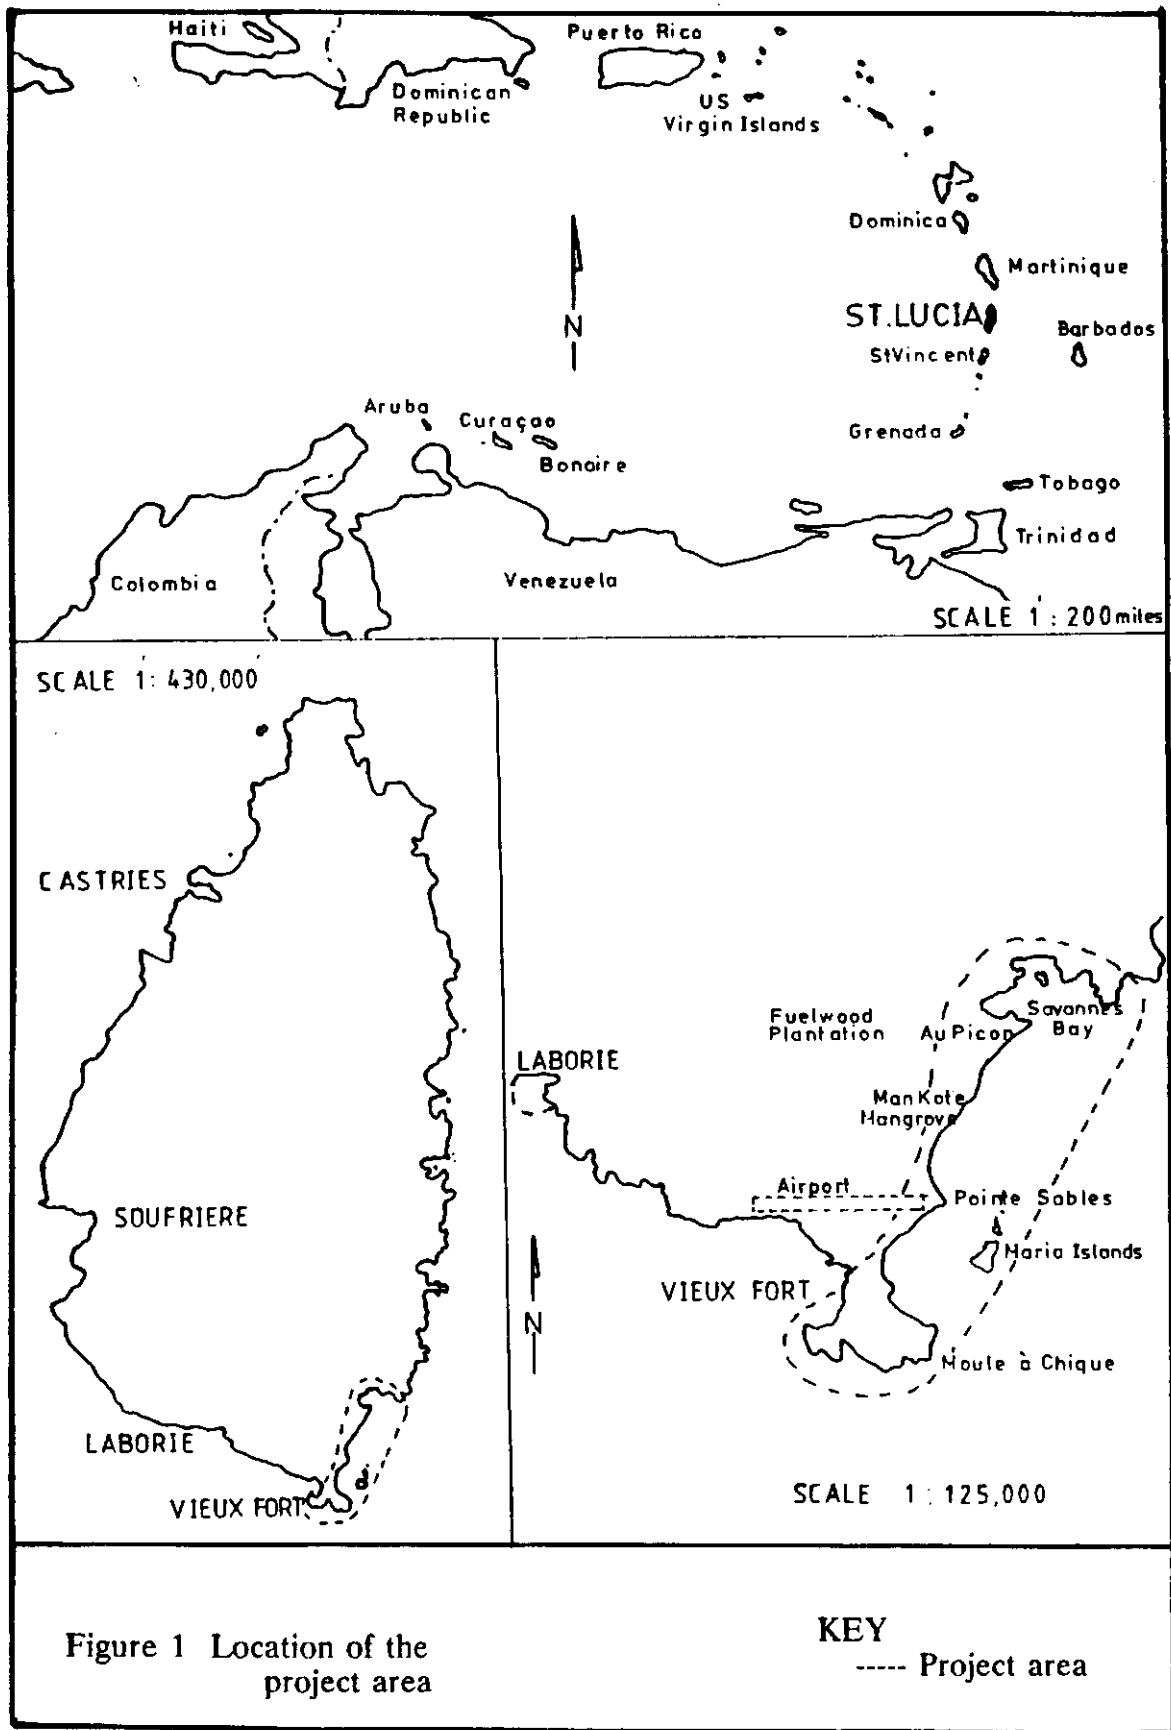 Haiti
Puerto Rico
Dominican
Republic
US
Virgin Islands
Dominica
Martinique
ST.LUCIA
Barbados
StVincent
N
Aruba
Curaçao
Bonaire
Grenada
Tobago
Trinidad
Colombia
Venezuela
SCALE 1 : 200 miles
SCALE 1: 430,000
CASTRIES
SOUFRIERE
LABORIE
VIEUX FORT
Fuelwood
Plantation
Au Picon
Savannes
Bay
LABORIE
ManKote
Mangrove
Airport
Pointe Sables
Maria Islands
VIEUX FORT
N
Moule à Chique
SCALE 1 : 125,000
Figure 1 Location of the
project area
KEY
----- Project area